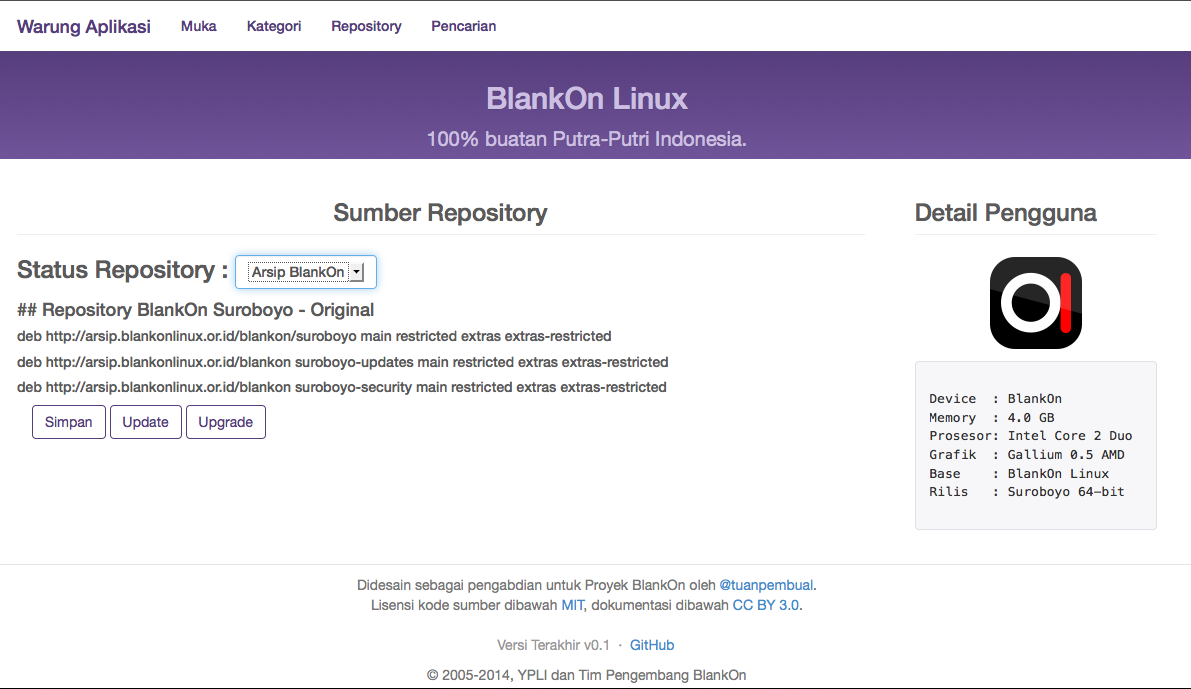 Warung Aplikasi Muka Kategori Repository Pencarian
BlankOn Linux
100% buatan Putra-Putri Indonesia.
Sumber Repository
Status Repository : Arsip BlankOn
## Repository BlankOn Suroboyo - Original
deb http://arsip.blankonlinux.or.id/blankon/suroboyo main restricted extras extras-restricted
deb http://arsip.blankonlinux.or.id/blankon suroboyo-updates main restricted extras extras-restricted
deb http://arsip.blankonlinux.or.id/blankon suroboyo-security main restricted extras extras-restricted
Simpan Update Upgrade
Detail Pengguna
Device : BlankOn
Memory : 4.0 GB
Prosesor: Intel Core 2 Duo
Grafik : Gallium 0.5 AMD
Base : BlankOn Linux
Rilis : Suroboyo 64-bit
Didesain sebagai pengabdian untuk Proyek BlankOn oleh @tuanpembual.
Lisensi kode sumber dibawah MIT, dokumentasi dibawah CC BY 3.0.
Versi Terakhir v0.1 · GitHub
© 2005-2014, YPLI dan Tim Pengembang BlankOn